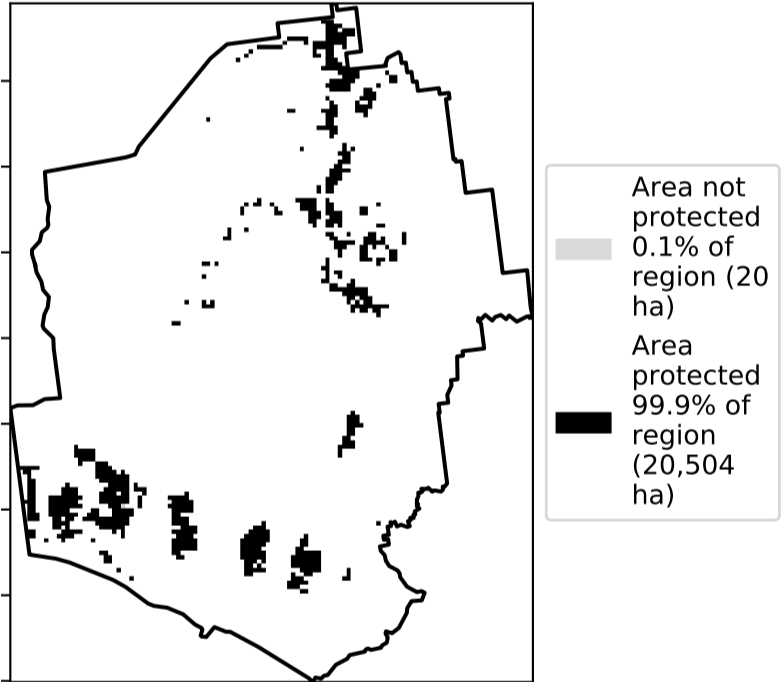 Area not
protected
0.1% of
region (20
ha)
Area
protected
99.9% of
region
(20,504
ha)